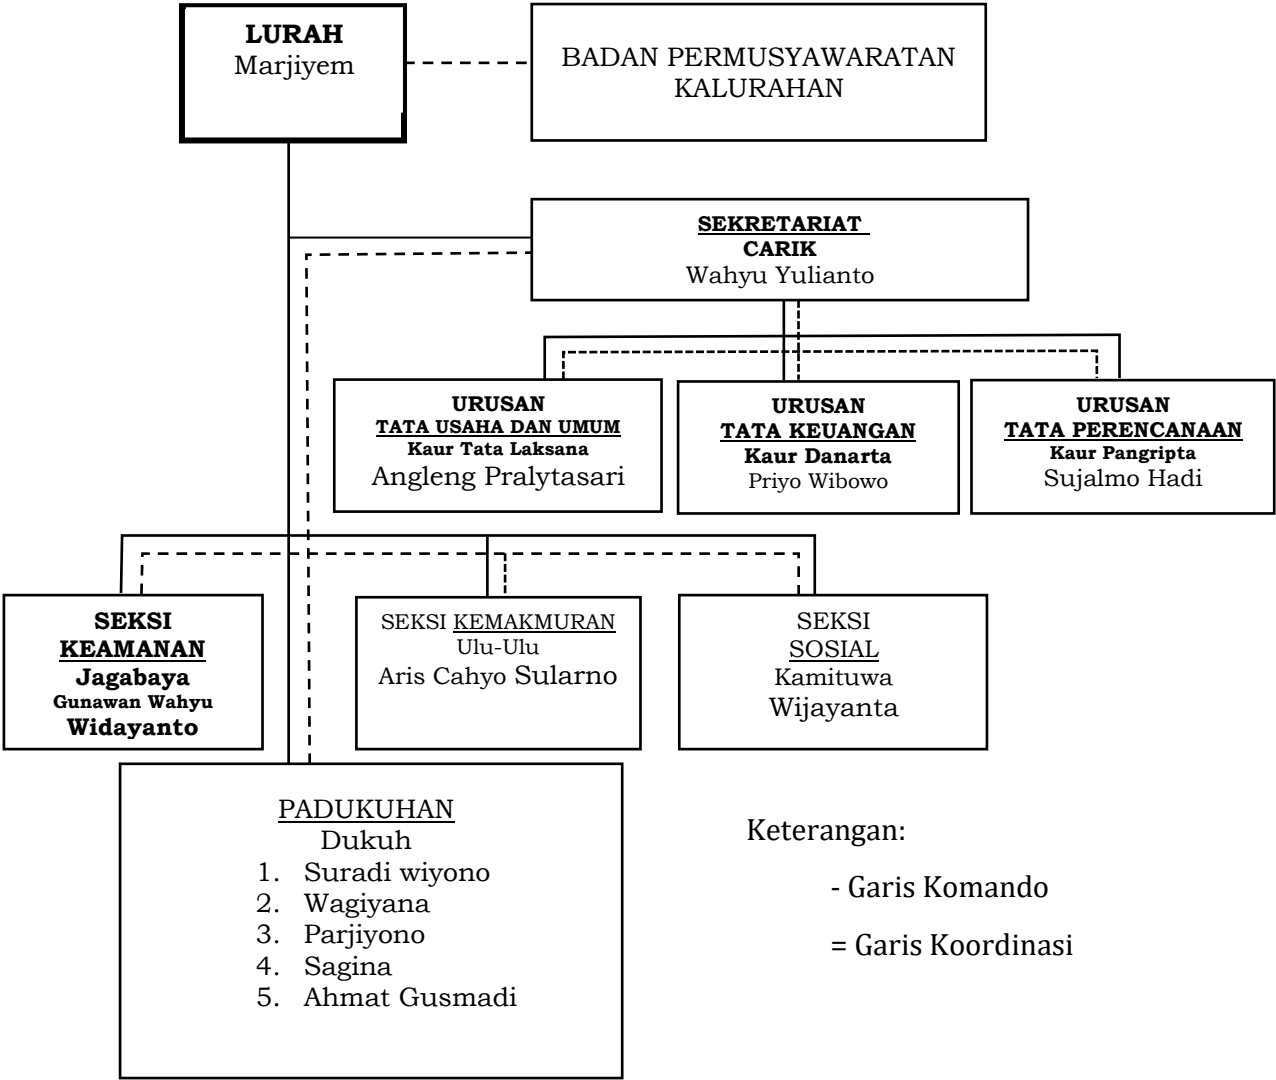 LURAH
Marjiyem
BADAN PERMUSYAWARATAN
KALURAHAN
SEKRETARIAT
CARIK
Wahyu Yulianto
URUSAN
TATA USAHA DAN UMUM
Kaur Tata Laksana
Angleng Pralytasari
URUSAN
TATA KEUANGAN
Kaur Danarta
Priyo Wibowo
URUSAN
TATA PERENCANAAN
Kaur Pangripta
Sujalmo Hadi
SEKSI
KEAMANAN
Jagabaya
Gunawan Wahyu
Widayanto
SEKSI KEMAKMURAN
Ulu-Ulu
Aris Cahyo Sularno
SEKSI
SOSIAL
Kamituwa
Wijayanta
PADUKUHAN
Dukuh
1. Suradi wiyono
2. Wagiyana
3. Parjiyono
4. Sagina
5. Ahmat Gusmadi
Keterangan:
- Garis Komando
= Garis Koordinasi